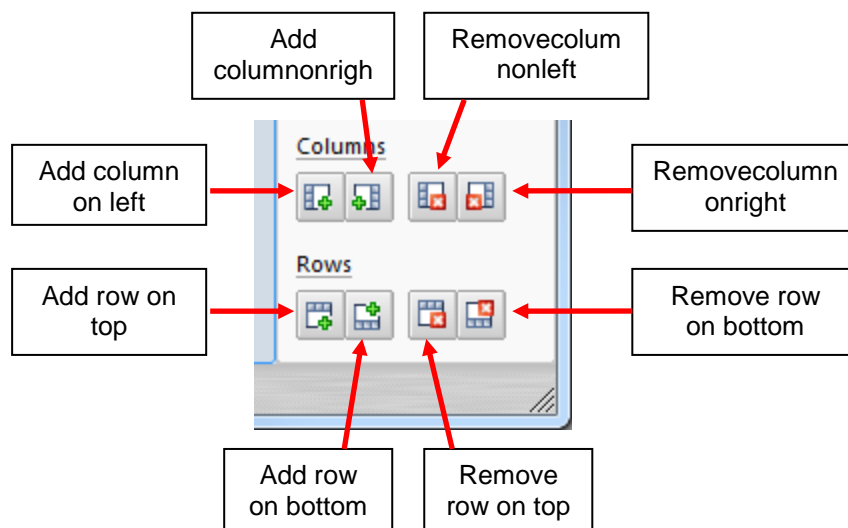 Add
columnonrigh
Removecolum
nonleft
Columns
Add column
on left
Removecolumn
onright
Rows
Add row on
top
Remove row
on bottom
Add row
on bottom
Remove
row on top